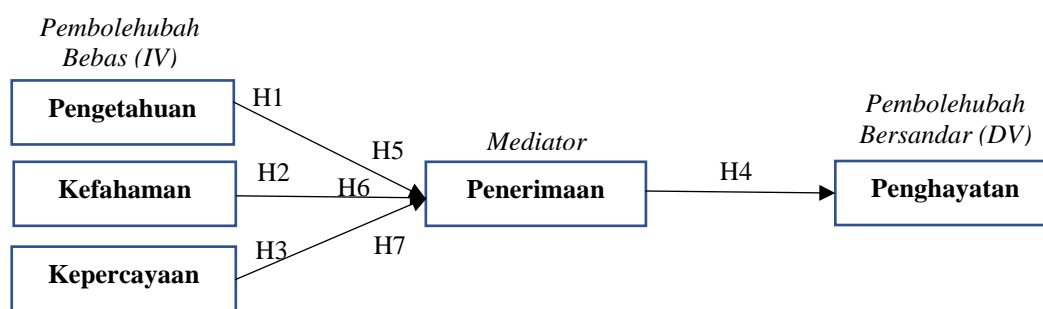 Pembolehubah
Bebas (IV)
Pengetahuan
H1
Pembolehubah
Bersandar (DV)
H5
Mediator
Kefahaman
H2
H6
Penerimaan
H4
Penghayatan
H3
H7
Kepercayaan